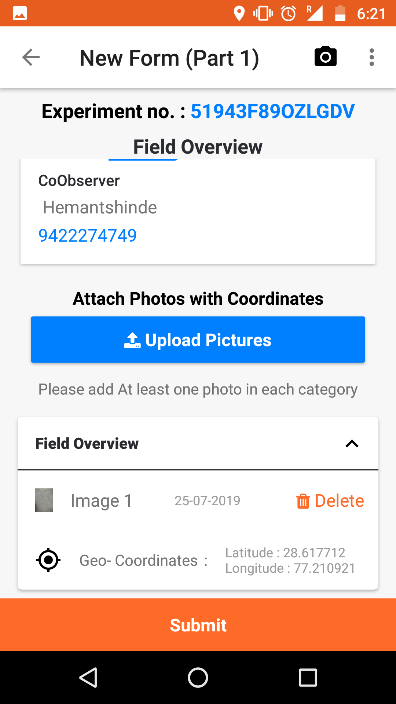 R 6:21
New Form (Part 1)
Experiment no. : 51943F89OZLGDV
Field Overview
CoObserver
Hemantshinde
9422274749
Attach Photos with Coordinates
Upload Pictures
Please add At least one photo in each category
Field Overview
Image 1 25-07-2019 Delete
Geo- Coordinates : Latitude : 28.617712
Longitude : 77.210921
Submit